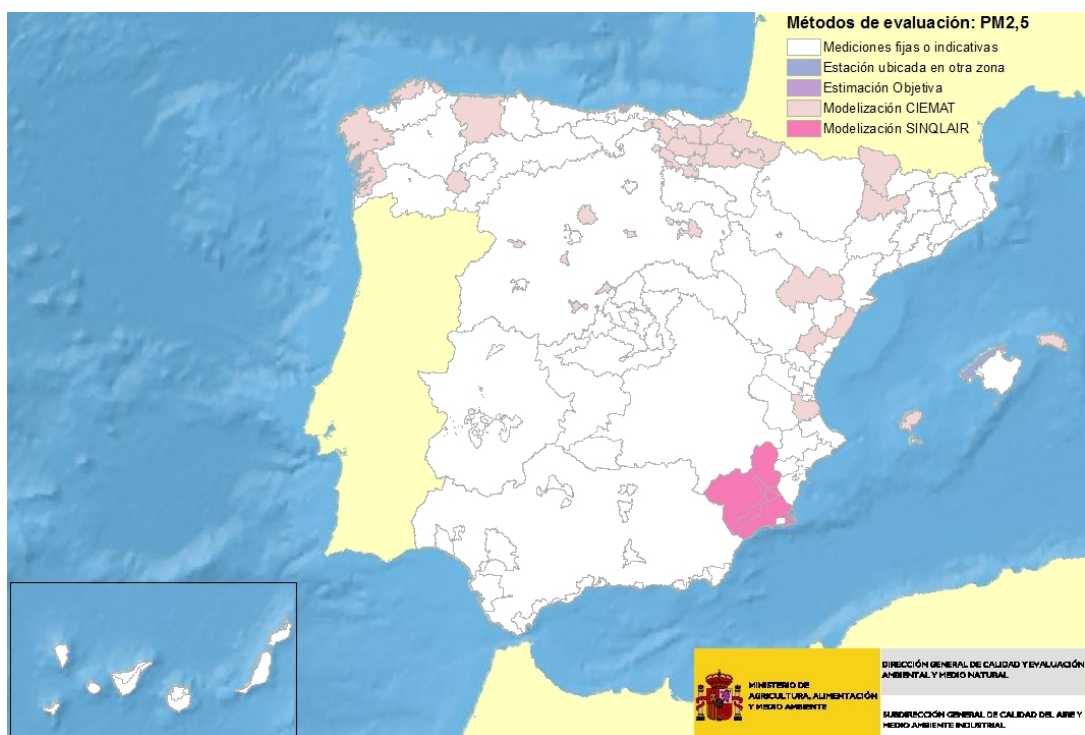 Métodos de evaluación: PM2,5
Mediciones fijas o indicativas
Estación ubicada en otra zona
Estimación Objetiva
Modelización CIEMAT
Modelización SINQLAIR
MINISTERIO DE
AGRICULTURA, ALIMENTACIÓN
Y MEDIO AMBIENTE
DIRECCIÓN GENERAL DE CALIDAD Y EVALUACIÓN
AMBIENTAL Y MEDIO NATURAL
SUBDIRECCIÓN GENERAL DE CALIDAD DEL AIRE Y
MEDIO AMBIENTE INDUSTRIAL